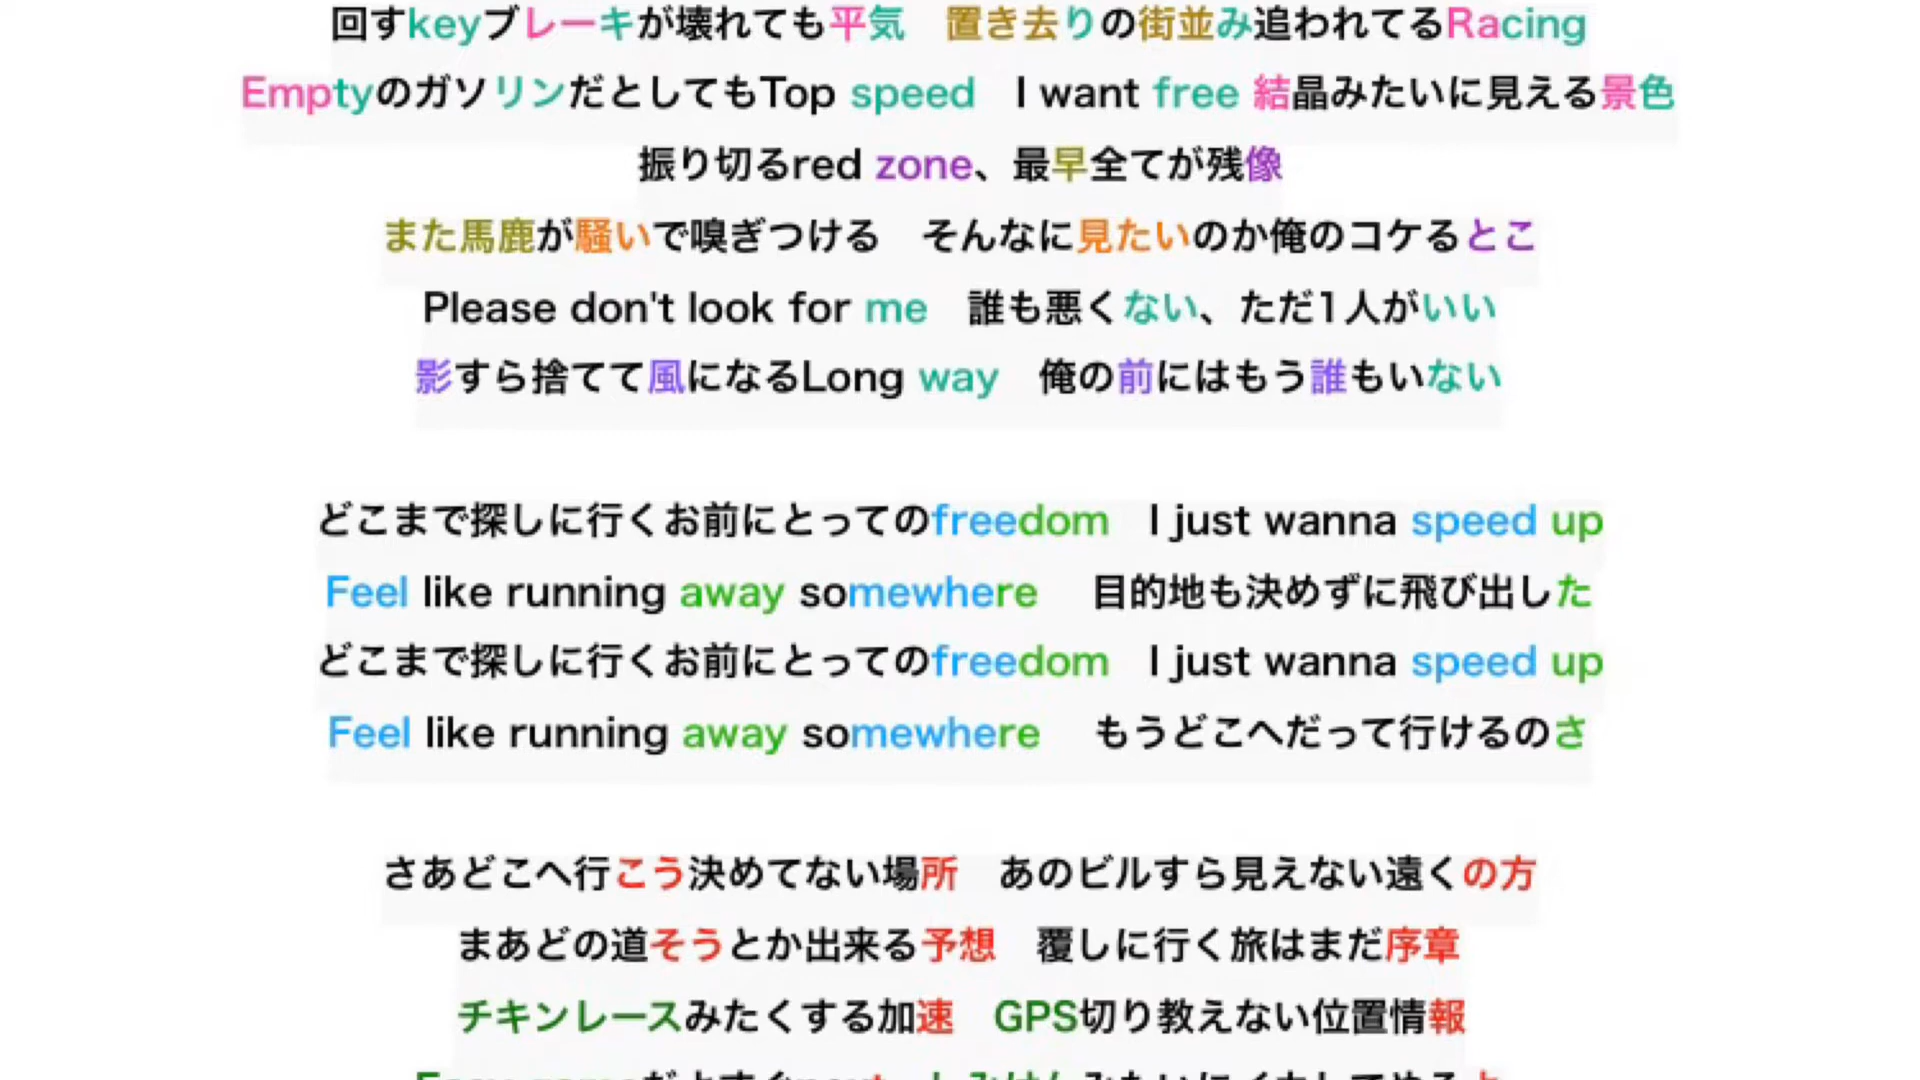 回すkeyブレーキが壊れても平気　置き去りの街並み追われてるRacing
EmptyのガソリンだとしてもTop speed　I want free 結晶みたいに見える景色
振り切るred zone、最早全てが残像
また馬鹿が騒いで嗅ぎつける　そんなに見たいのか俺のコケるとこ
Please don't look for me　誰も悪くない、ただ1人がいい
影すら捨てて風になるLong way　俺の前にはもう誰もいない
どこまで探しに行くお前にとってのfreedom　I just wanna speed up
Feel like running away somewhere　目的地も決めずに飛び出した
どこまで探しに行くお前にとってのfreedom　I just wanna speed up
Feel like running away somewhere　もうどこへだって行けるのさ
さあどこへ行こう決めてない場所　あのビルすら見えない遠くの方
まあどの道そうとか出来る予想　覆しに行く旅はまだ序章
チキンレースみたくする加速　GPS切り教えない位置情報